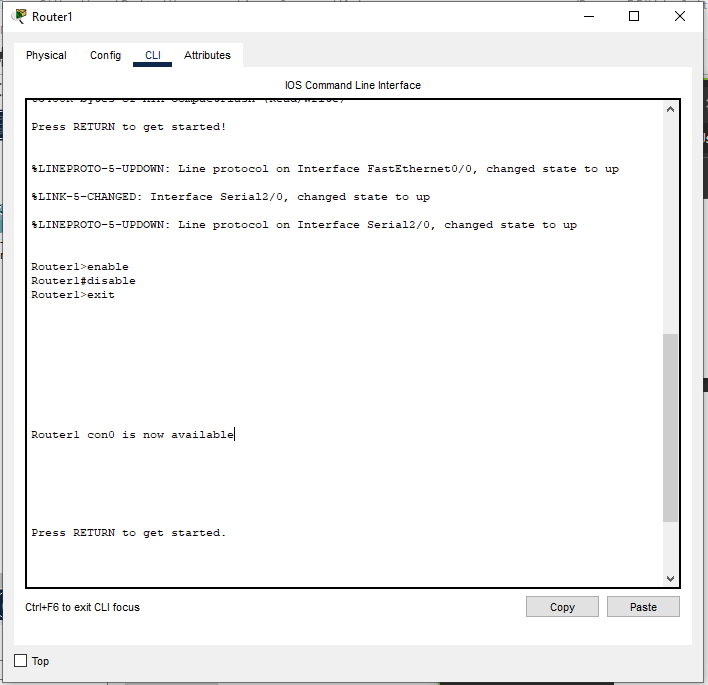 Router1
Physical Config CLI Attributes
IOS Command Line Interface
Press RETURN to get started!
%LINEPROTO-5-UPDOWN: Line protocol on Interface FastEthernet0/0, changed state to up
%LINK-5-CHANGED: Interface Serial2/0, changed state to up
%LINEPROTO-5-UPDOWN: Line protocol on Interface Serial2/0, changed state to up
Router1>enable
Router1#disable
Router1>exit
Router1 con0 is now available
Press RETURN to get started.
Ctrl+F6 to exit CLI focus
Copy Paste
Top